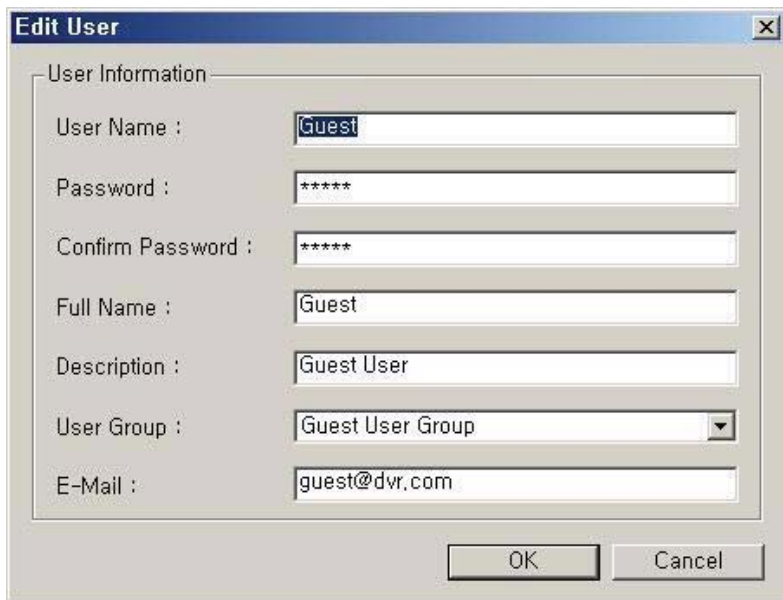 Edit User
User Information
User Name : Guest
Password : *****
Confirm Password : *****
Full Name : Guest
Description : Guest User
User Group : Guest User Group
E-Mail : guest@dvr.com
OK Cancel